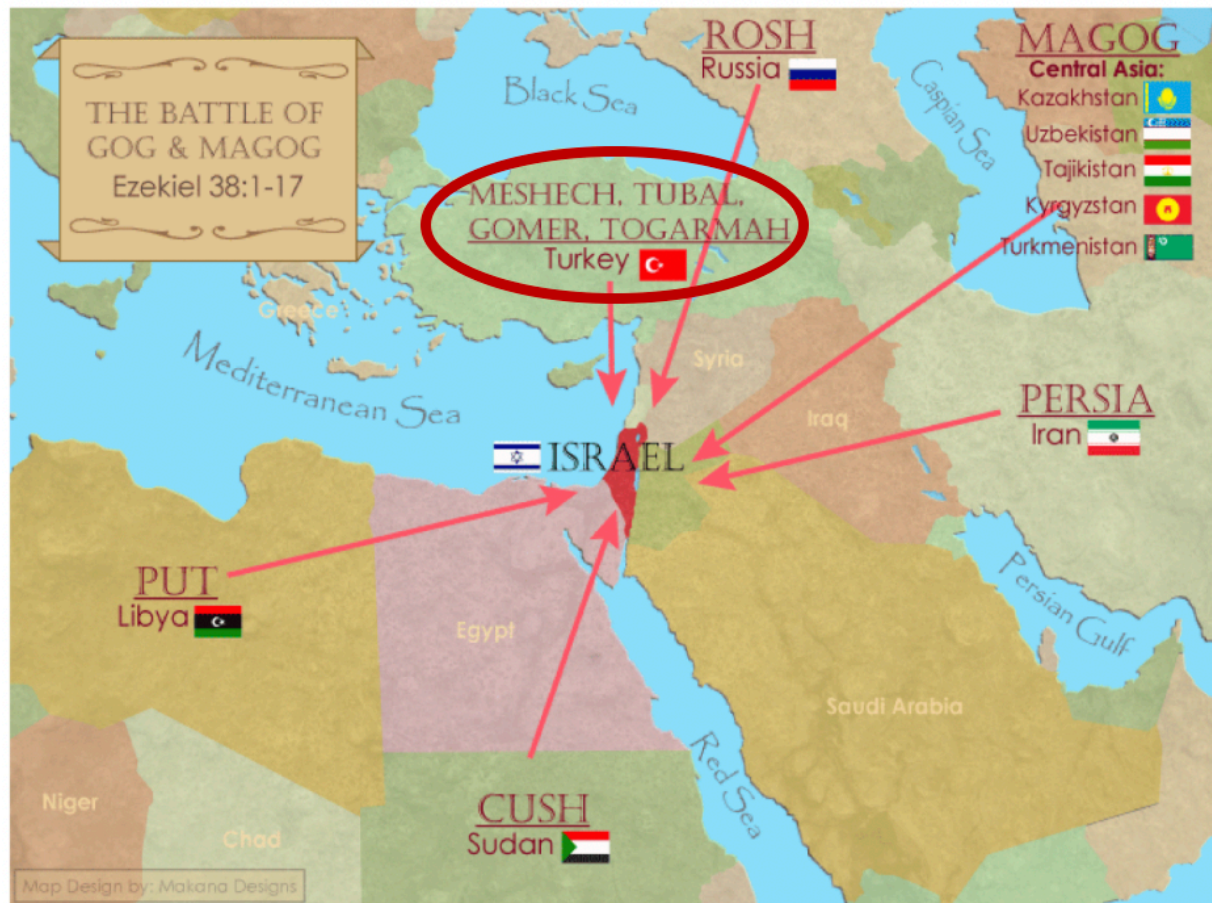 THE BATTLE OF
GOG & MAGOG
Ezekiel 38:1-17
Black Sea
ROSH
Russia
Caspian Sea
MAGOG
Central Asia:
Kazakhstan
Uzbekistan
Tajikistan
Kyrgyzstan
Turkmenistan
MESHECH, TUBAL,
GOMER, TOGARMAH
Turkey
Greece
Mediterranean Sea
Syria
Iraq
PERSIA
Iran
ISRAEL
PUT
Libya
Egypt
Persian Gulf
Saudi Arabia
Red Sea
Niger
Chad
CUSH
Sudan
Map Design by: Makana Designs